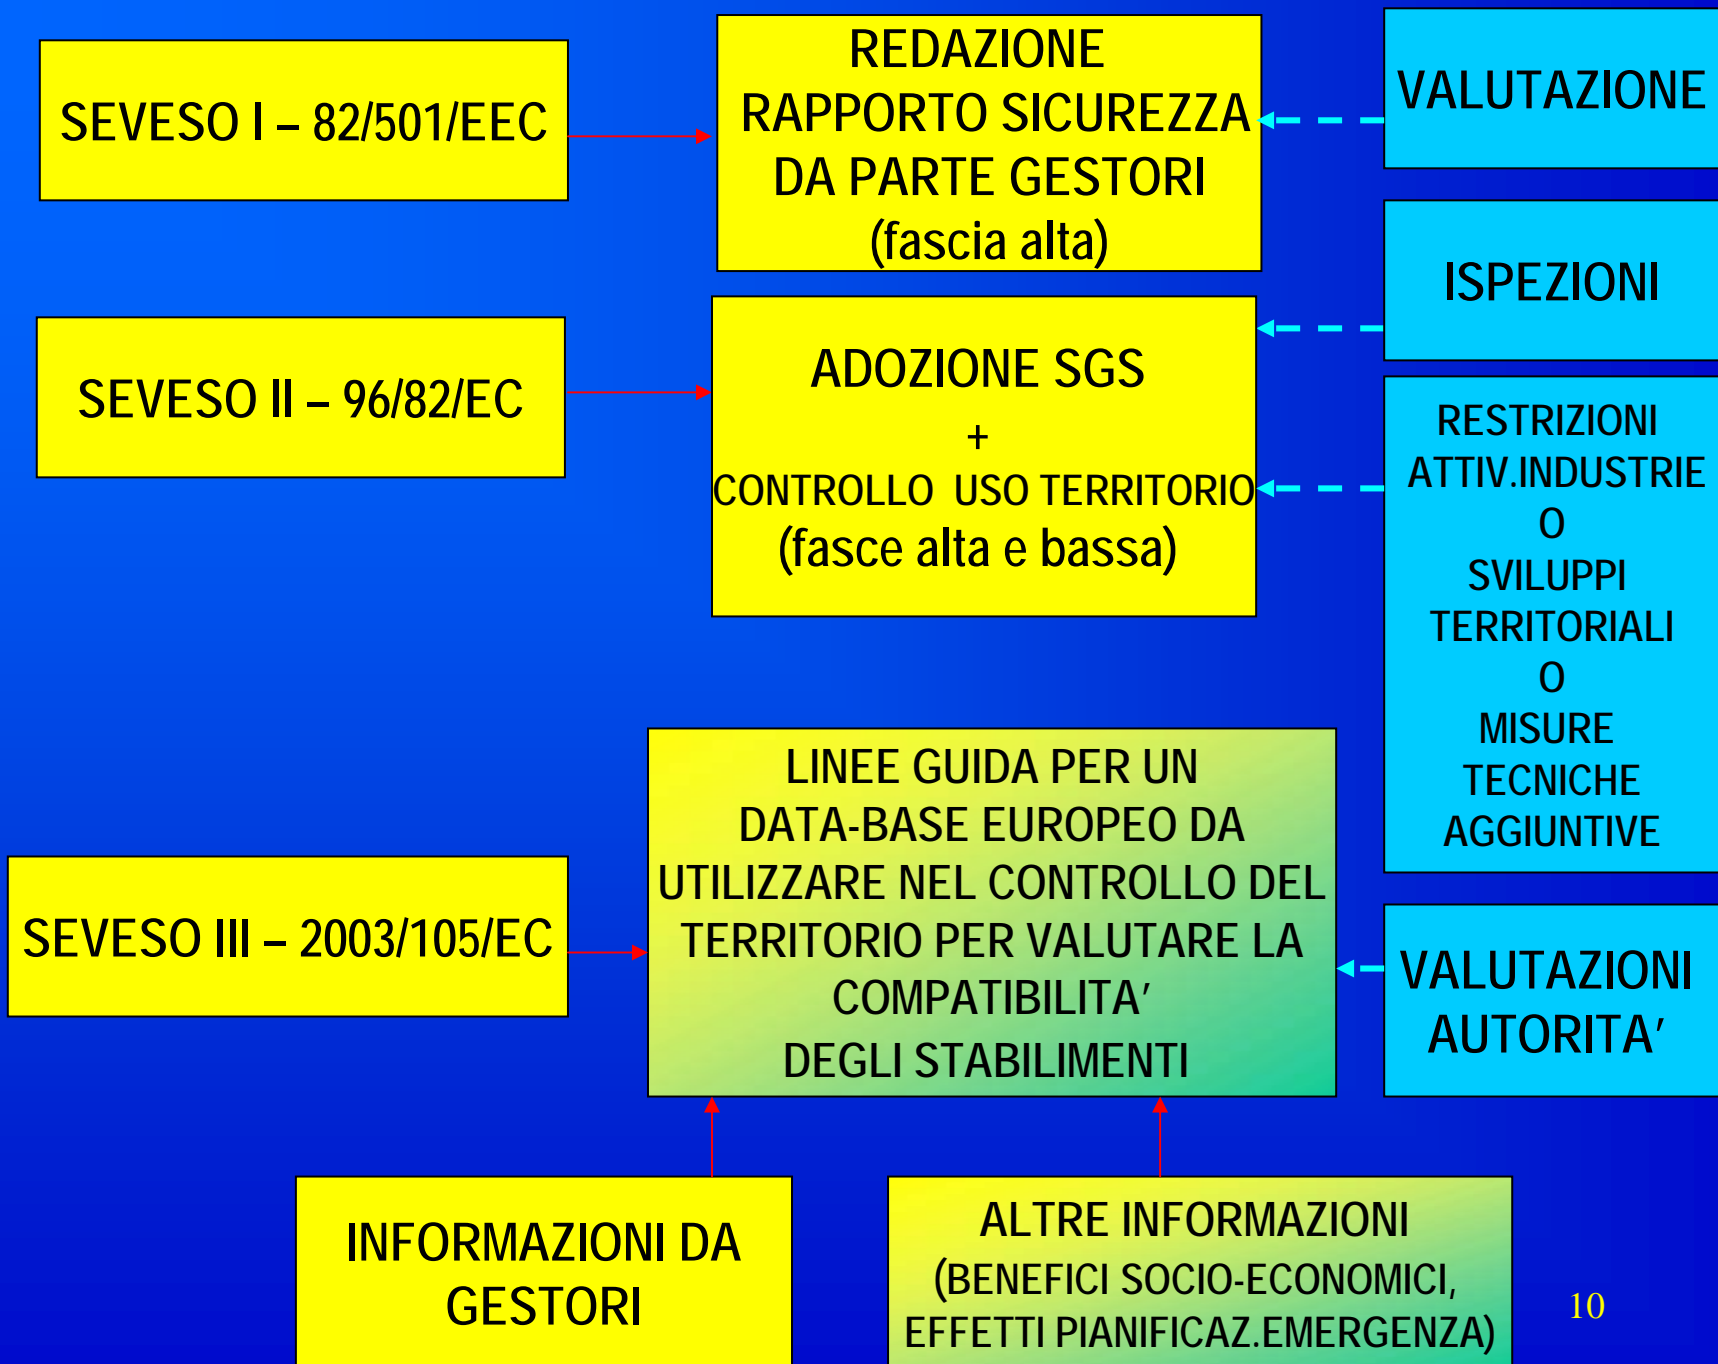 SEVESO I – 82/501/EEC
REDAZIONE
RAPPORTO SICUREZZA
DA PARTE GESTORI
(fascia alta)
VALUTAZIONE
ISPEZIONI
SEVESO II – 96/82/EC
ADOZIONE SGS
+
CONTROLLO USO TERRITORIO
(fasce alta e bassa)
RESTRIZIONI
ATTIV.INDUSTRIE
O
SVILUPPI
TERRITORIALI
O
MISURE
TECNICHE
AGGIUNTIVE
SEVESO III – 2003/105/EC
LINEE GUIDA PER UN
DATA-BASE EUROPEO DA
UTILIZZARE NEL CONTROLLO DEL
TERRITORIO PER VALUTARE LA
COMPATIBILITA’
DEGLI STABILIMENTI
VALUTAZIONI
AUTORITA’
INFORMAZIONI DA
GESTORI
ALTRE INFORMAZIONI
(BENEFICI SOCIO-ECONOMICI,
EFFETTI PIANIFICAZ.EMERGENZA)
10